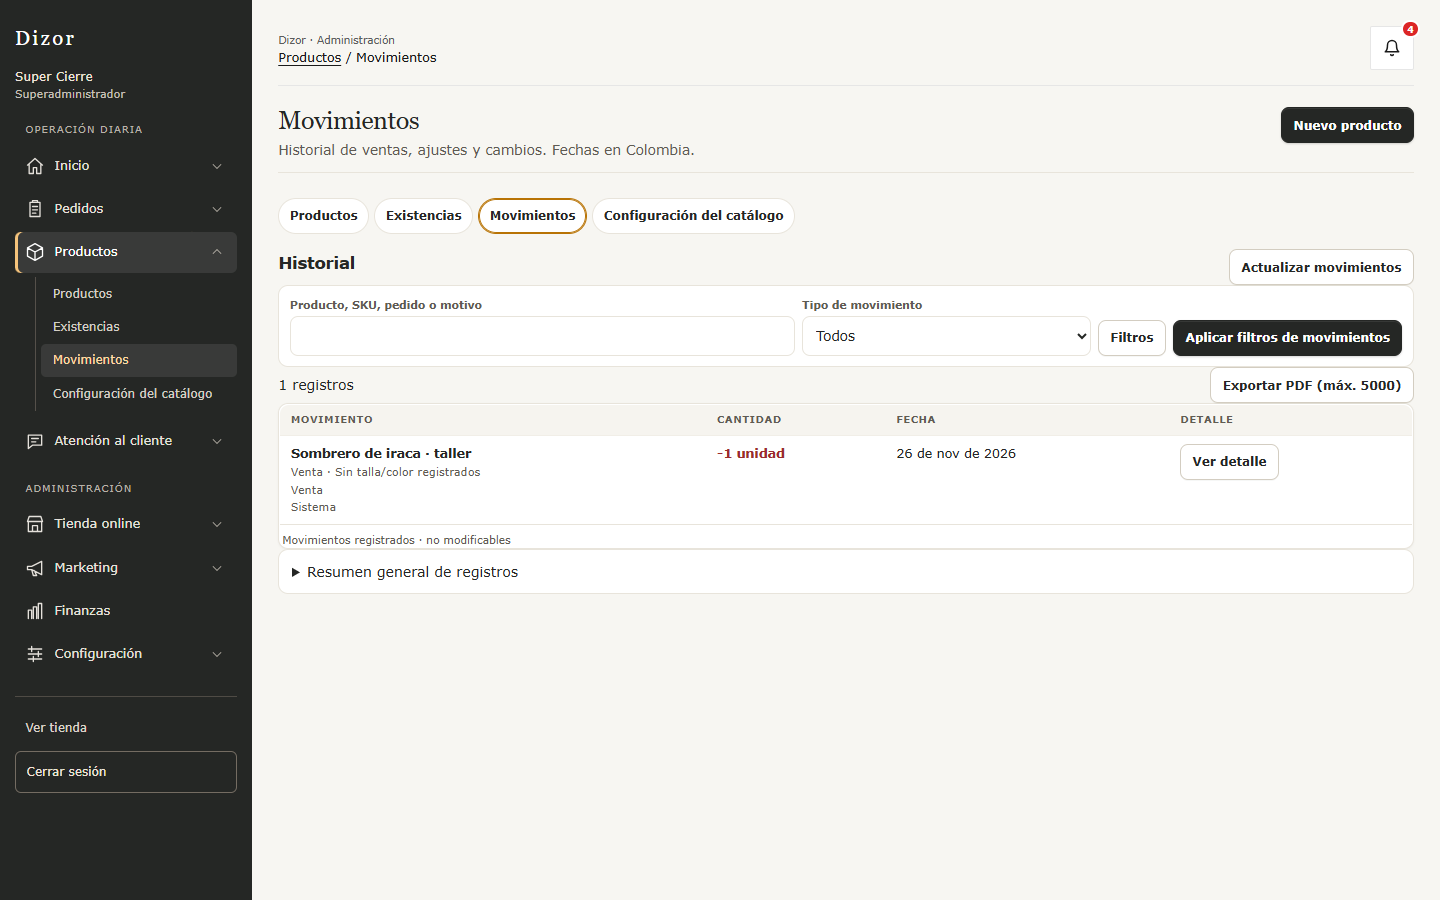 Dizor
Super Cierre
Superadministrador
OPERACIÓN DIARIA
Inicio
Pedidos
Productos
Productos
Existencias
Movimientos
Configuración del catálogo
Atención al cliente
ADMINISTRACIÓN
Tienda online
Marketing
Finanzas
Configuración
Ver tienda
Cerrar sesión
Dizor · Administración
Productos / Movimientos
4
Movimientos
Historial de ventas, ajustes y cambios. Fechas en Colombia.
Nuevo producto
Productos Existencias Movimientos Configuración del catálogo
Historial
Actualizar movimientos
Producto, SKU, pedido o motivo
Tipo de movimiento
Todos
Filtros
Aplicar filtros de movimientos
1 registros
Exportar PDF (máx. 5000)
MOVIMIENTO CANTIDAD FECHA DETALLE
Sombrero de iraca · taller -1 unidad 26 de nov de 2026 Ver detalle
Venta · Sin talla/color registrados
Venta
Sistema
Movimientos registrados · no modificables
Resumen general de registros